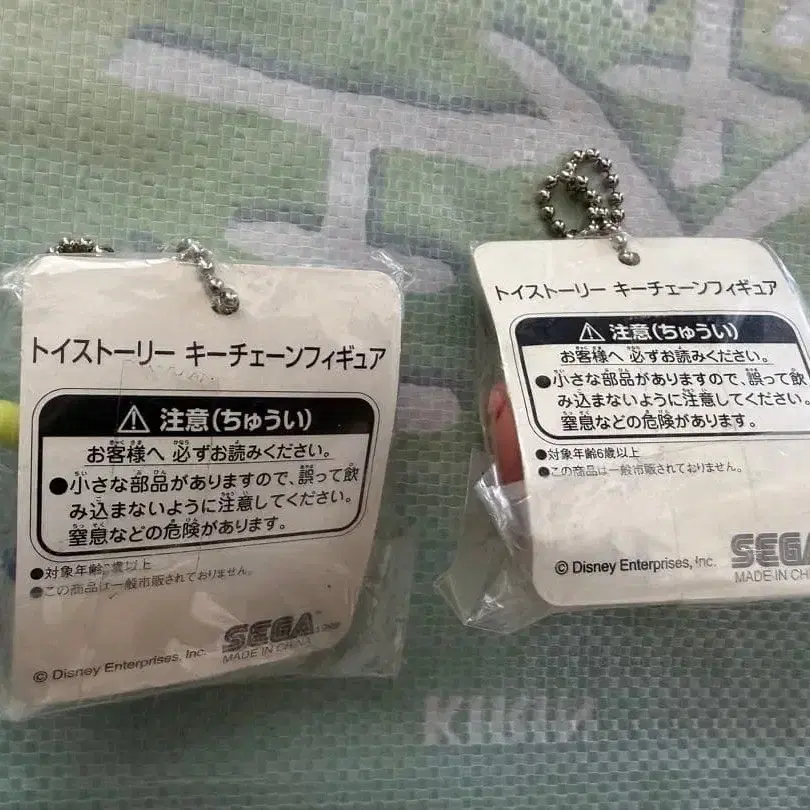 トイストーリー キーチェーンフィギュア
注意(ちゅうい)
お客様へ 必ずお読みください。
●小さな部品がありますので、誤って飲
み込まないように注意してください。
窒息などの危険があります。
●対象年齢 歳以上
●この商品は一般市販されておりません。
SEGA
© Disney Enterprises, Inc.
MADE IN CHINA
トイストーリー キーチェーンフィギュア
注意(ちゅうい)
お客様へ 必ずお読みください。
●小さな部品がありますので、誤って飲
み込まないように注意してください。
窒息などの危険があります。
●対象年齢6歳以上
●この商品は一般市販されておりません。
SEGA
© Disney Enterprises, Inc.
MADE IN CHINA